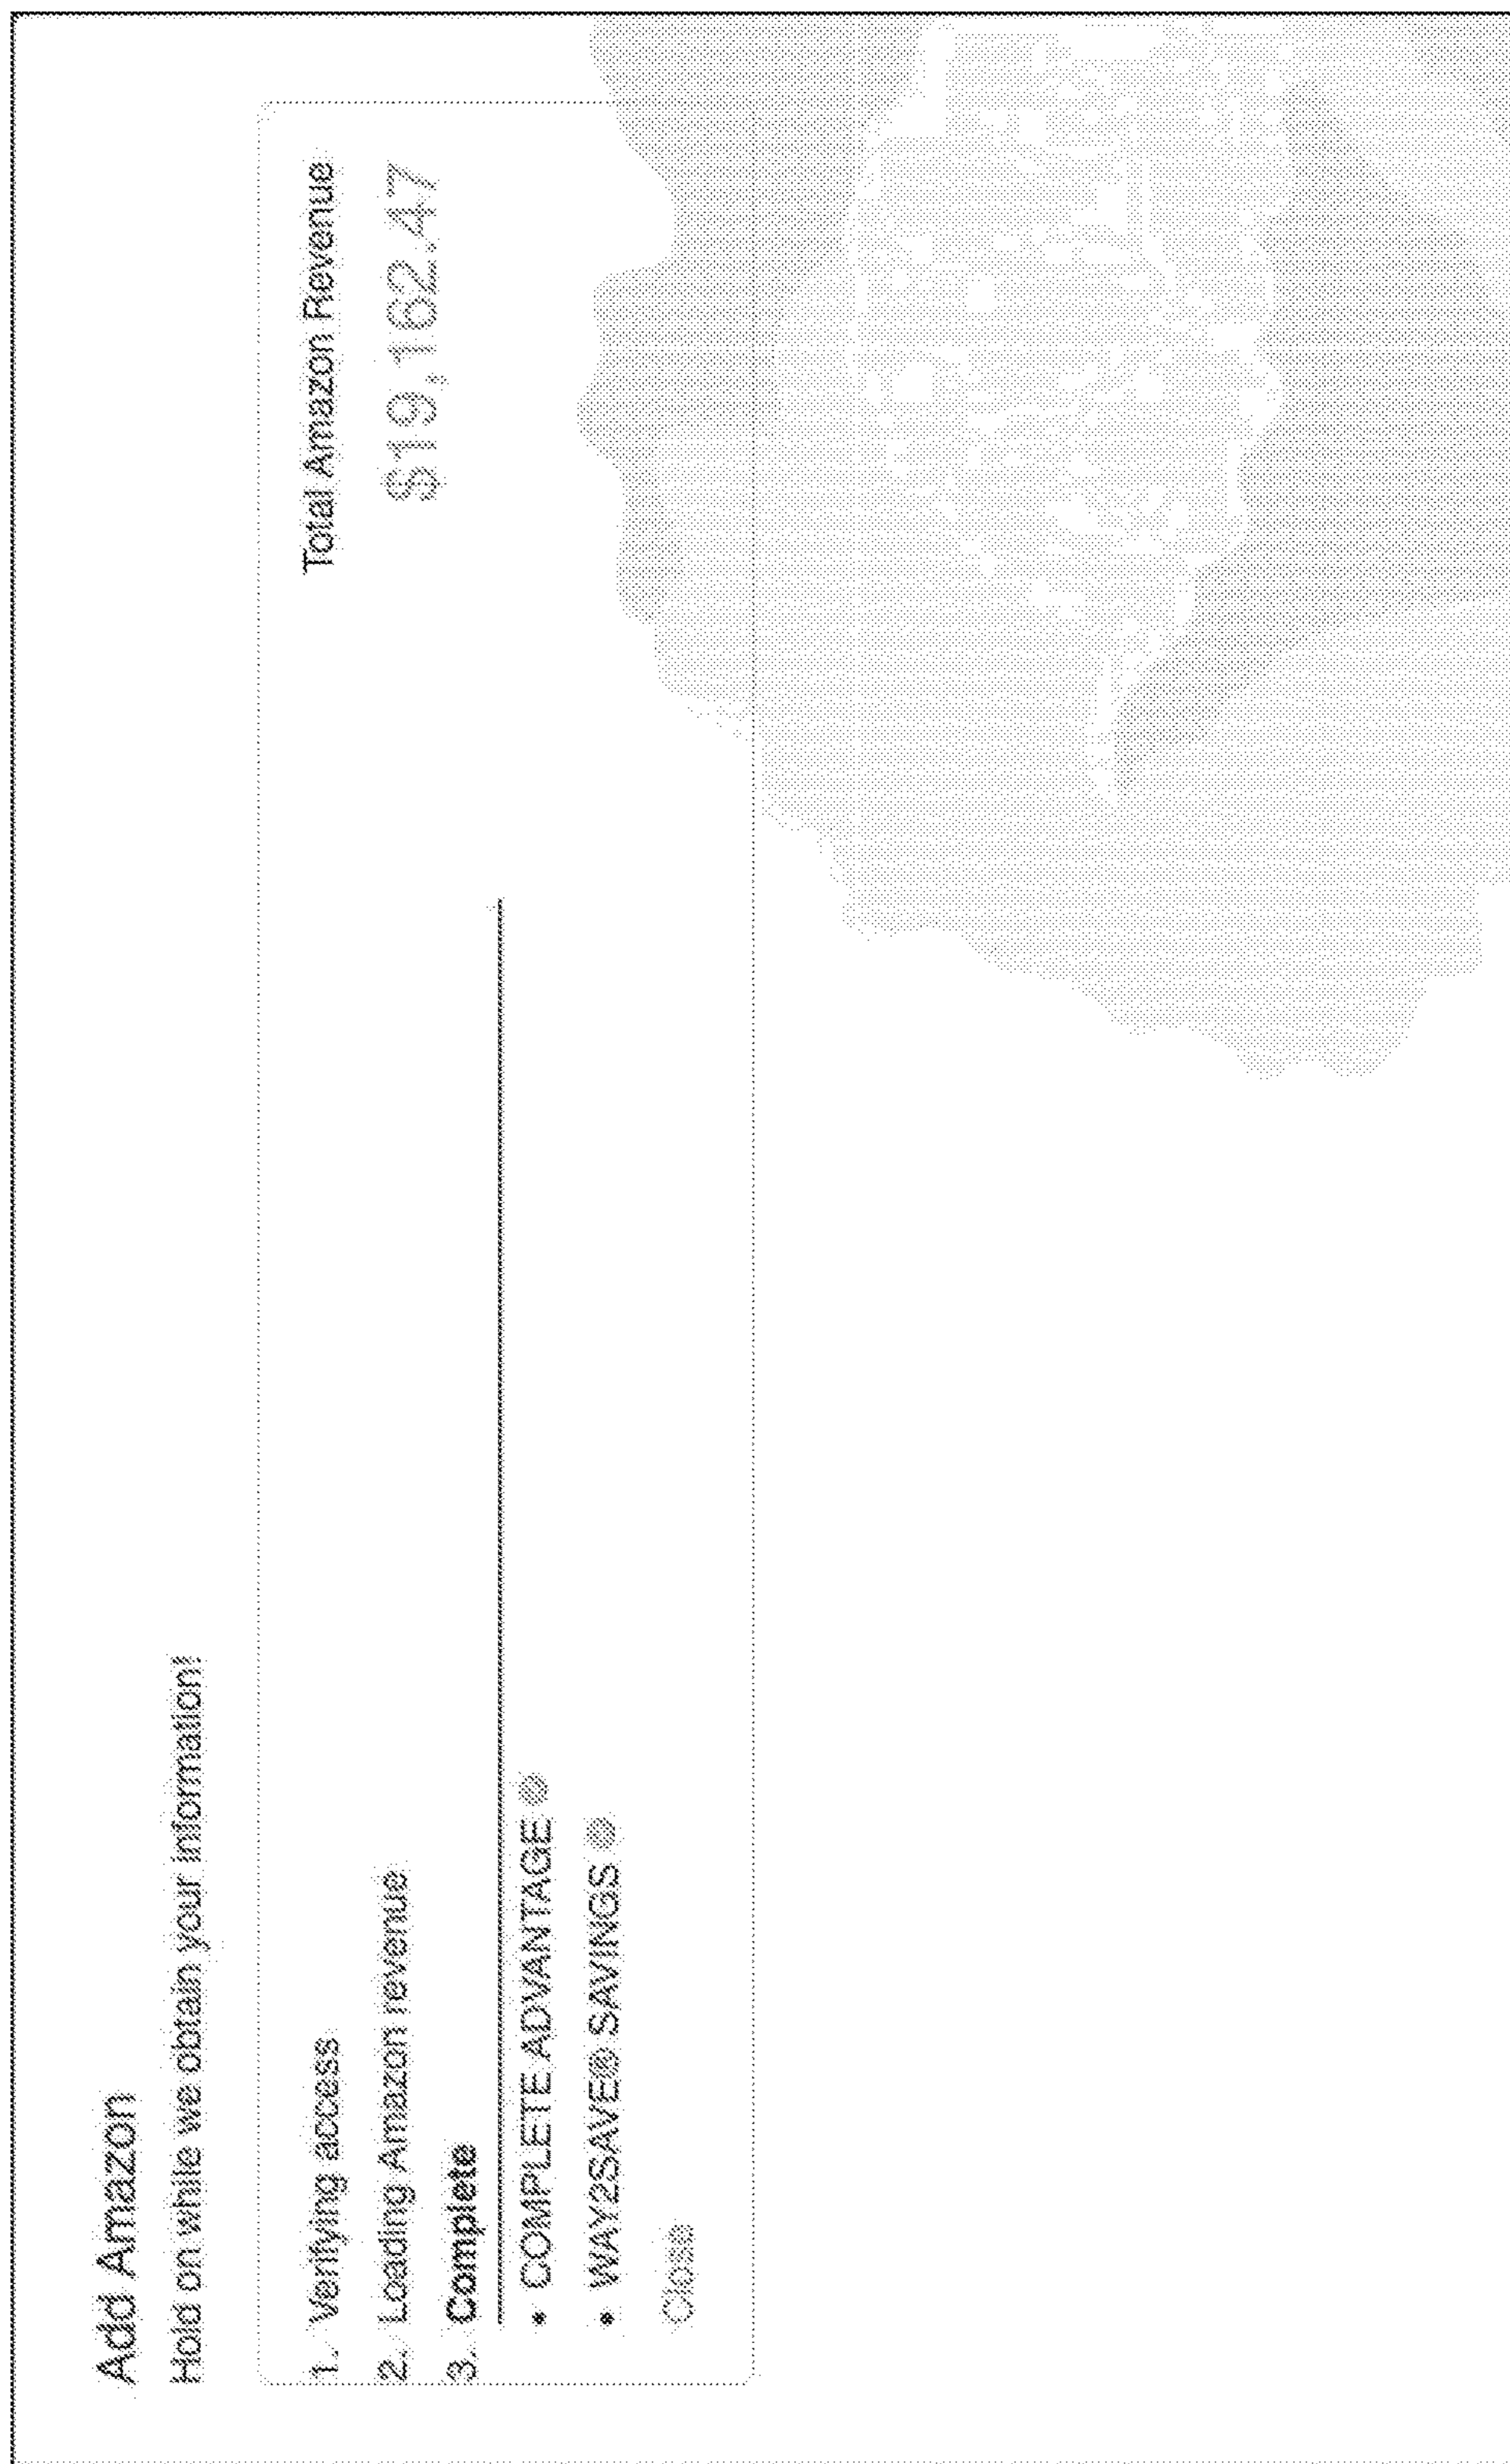 Add Amazon
Hold on while we obtain your information!
1. Verifying access
2. Loading Amazon revenue
3. Complete
• COMPLETE ADVANTAGE
• WAY2SAVE® SAVINGS
Close
Total Amazon Revenue
$19,162.47